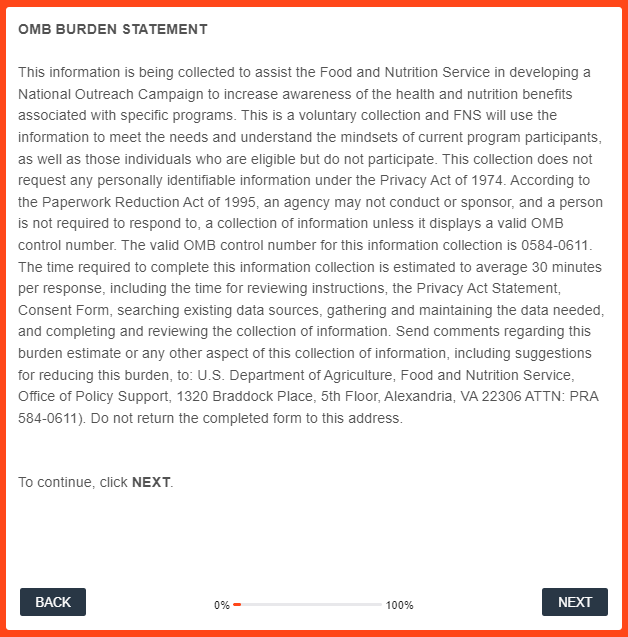 OMB BURDEN STATEMENT
This information is being collected to assist the Food and Nutrition Service in developing a
National Outreach Campaign to increase awareness of the health and nutrition benefits
associated with specific programs. This is a voluntary collection and FNS will use the
information to meet the needs and understand the mindsets of current program participants,
as well as those individuals who are eligible but do not participate. This collection does not
request any personally identifiable information under the Privacy Act of 1974. According to
the Paperwork Reduction Act of 1995, an agency may not conduct or sponsor, and a person
is not required to respond to, a collection of information unless it displays a valid OMB
control number. The valid OMB control number for this information collection is 0584-0611.
The time required to complete this information collection is estimated to average 30 minutes
per response, including the time for reviewing instructions, the Privacy Act Statement,
Consent Form, searching existing data sources, gathering and maintaining the data needed,
and completing and reviewing the collection of information. Send comments regarding this
burden estimate or any other aspect of this collection of information, including suggestions
for reducing this burden, to: U.S. Department of Agriculture, Food and Nutrition Service,
Office of Policy Support, 1320 Braddock Place, 5th Floor, Alexandria, VA 22306 ATTN: PRA
584-0611). Do not return the completed form to this address.
To continue, click NEXT.
BACK 0% 100% NEXT